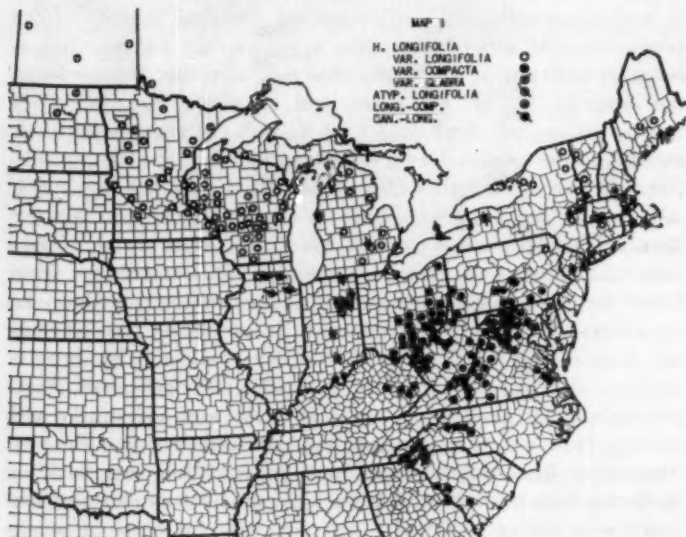 MAP 1
H. LONGIFOLIA
VAR. LONGIFOLIA
VAR. COMPACTA
VAR. GLABRA
ATYP. LONGIFOLIA
LONG.-COMP.
CAN.-LONG.